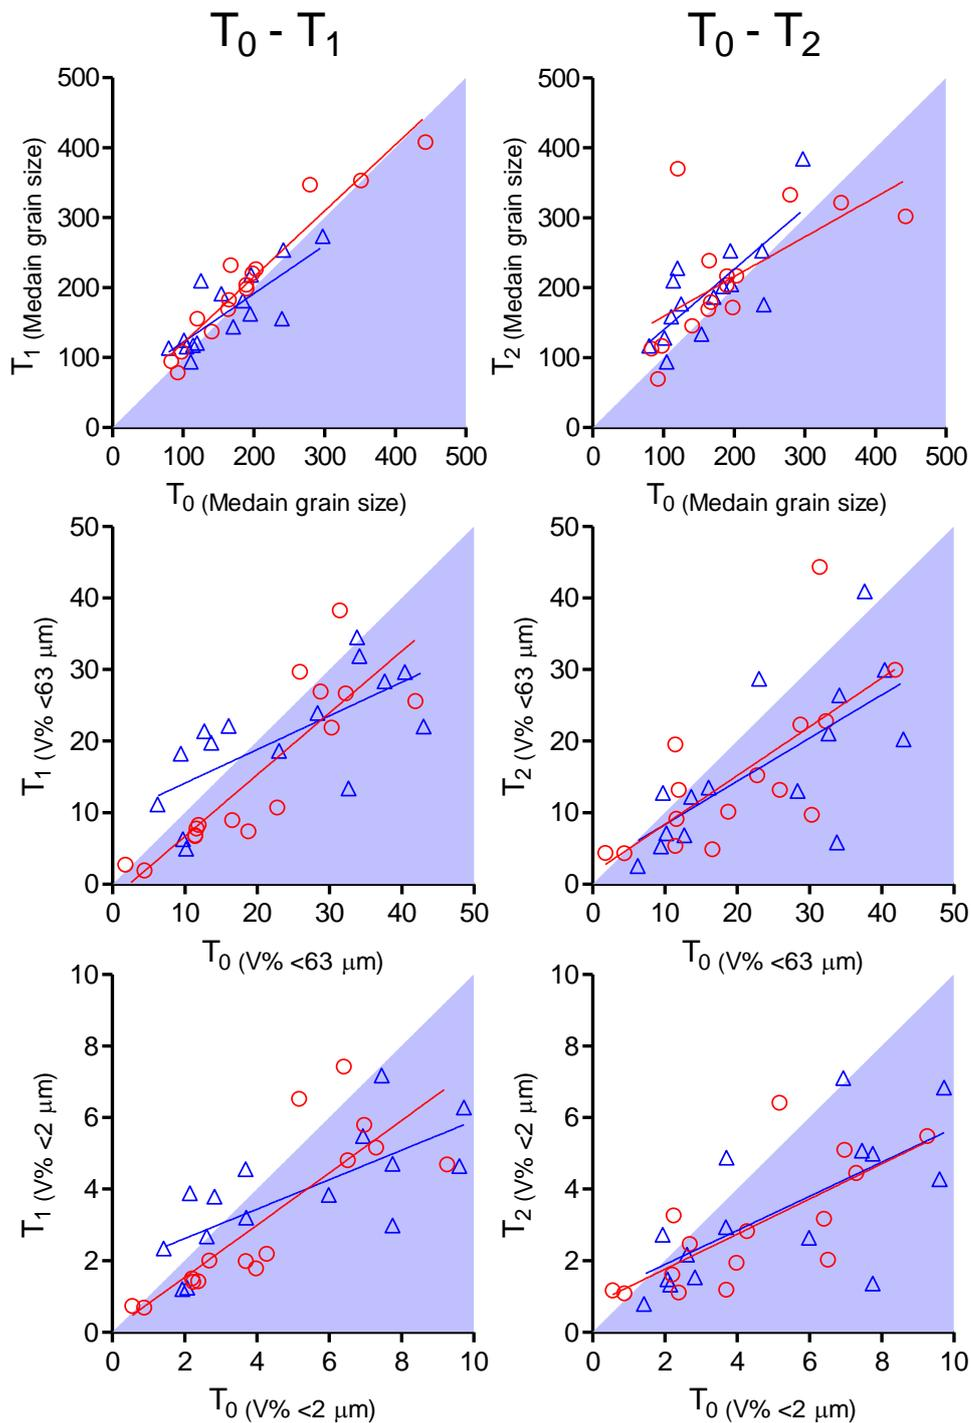 T0 - T1
T0 - T2
T1 (Medain grain size)
500
400
300
200
100
0
0 100 200 300 400 500
T0 (Medain grain size)
T2 (Medain grain size)
500
400
300
200
100
0
0 100 200 300 400 500
T0 (Medain grain size)
T1 (V% <63 µm)
50
40
30
20
10
0
0 10 20 30 40 50
T0 (V% <63 µm)
T2 (V% <63 µm)
50
40
30
20
10
0
0 10 20 30 40 50
T0 (V% <63 µm)
T1 (V% <2 µm)
10
8
6
4
2
0
0 2 4 6 8 10
T0 (V% <2 µm)
T2 (V% <2 µm)
10
8
6
4
2
0
0 2 4 6 8 10
T0 (V% <2 µm)